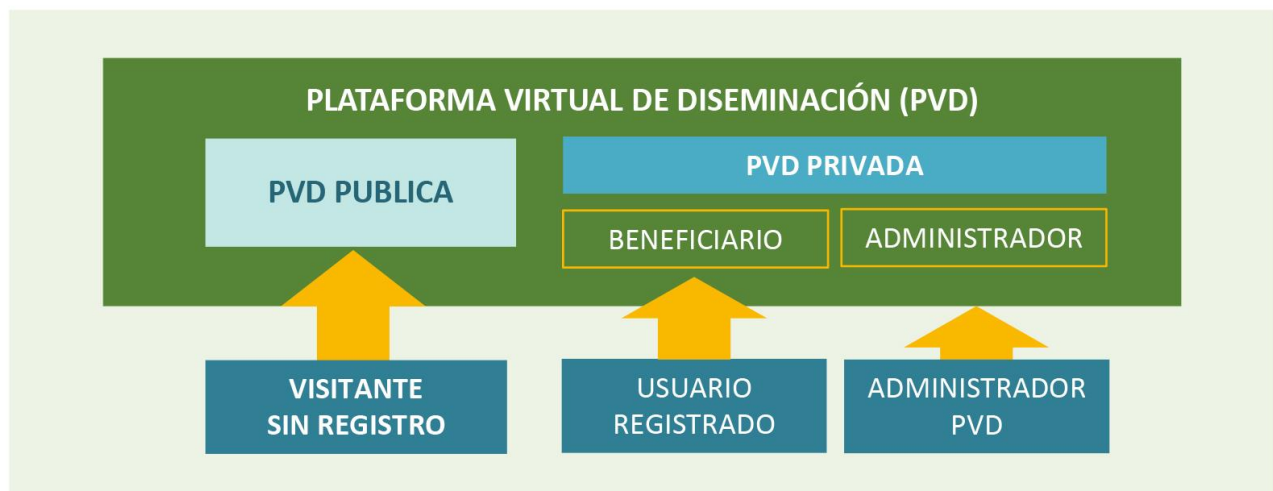 PLATAFORMA VIRTUAL DE DISEMINACIÓN (PVD)
PVD PUBLICA
PVD PRIVADA
BENEFICIARIO
ADMINISTRADOR
VISITANTE
SIN REGISTRO
USUARIO
REGISTRADO
ADMINISTRADOR
PVD